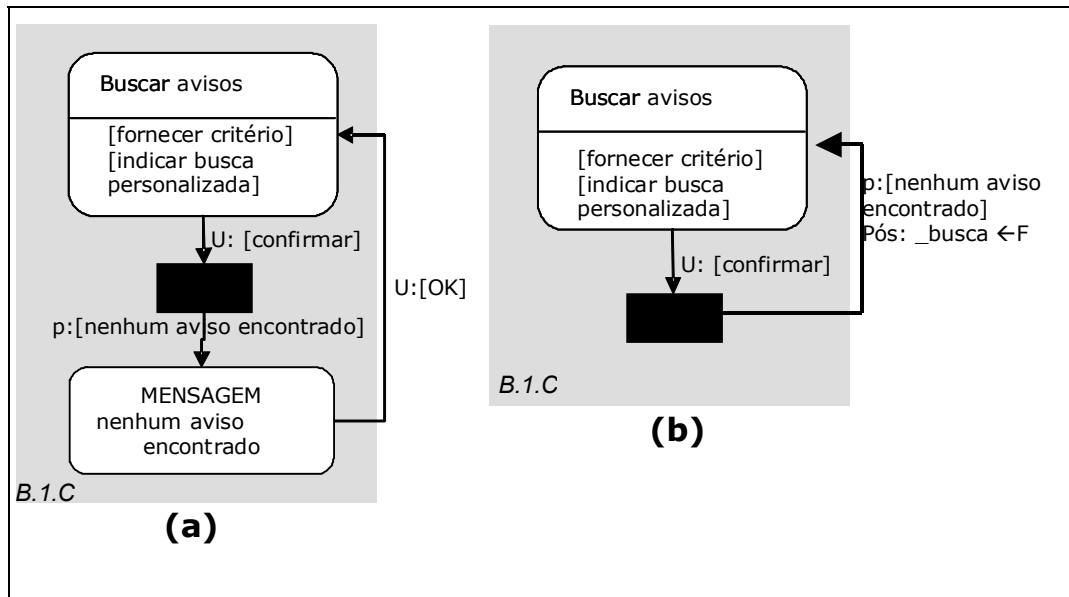 Buscar avisos
[fornecer critério]
[indicar busca
personalizada]
U: [confirmar]
U:[OK]
p:[nenhum aviso encontrado]
MENSAGEM
nenhum aviso
encontrado
B.1.C
(a)
Buscar avisos
[fornecer critério]
[indicar busca
personalizada]
p:[nenhum aviso
encontrado]
Pós: _busca ←F
U: [confirmar]
B.1.C
(b)